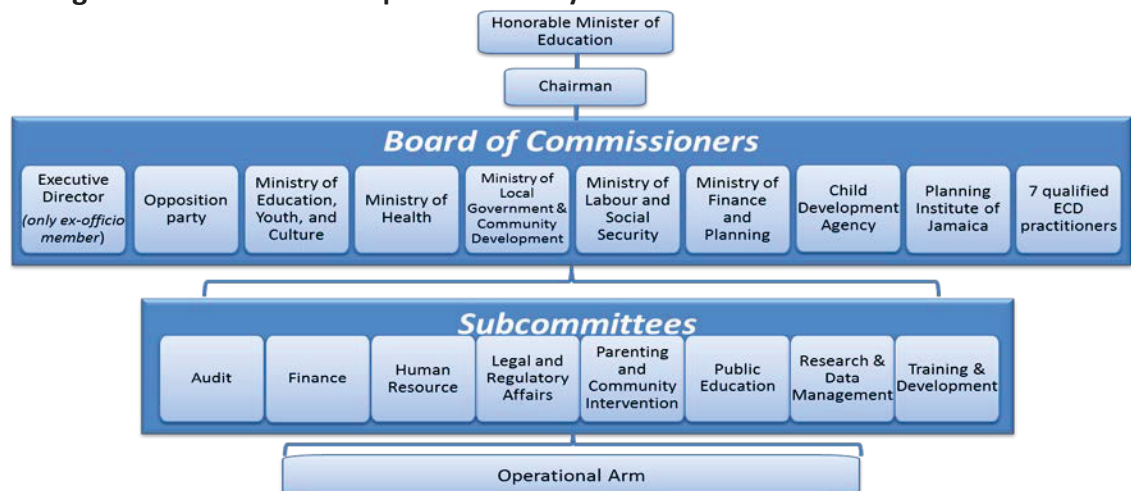 Honorable Minister of
Education
Chairman
Board of Commissioners
Executive
Director
(only ex-officio
member)
Opposition
party
Ministry of
Education,
Youth, and
Culture
Ministry of
Health
Ministry of
Local
Government &
Community
Development
Ministry of
Labour and
Social
Security
Ministry of
Finance
and
Planning
Child
Development
Agency
Planning
Institute of
Jamaica
7 qualified
ECD
practitioners
Subcommittees
Audit
Finance
Human
Resource
Legal and
Regulatory
Affairs
Parenting
and
Community
Intervention
Public
Education
Research &
Data
Management
Training &
Development
Operational Arm